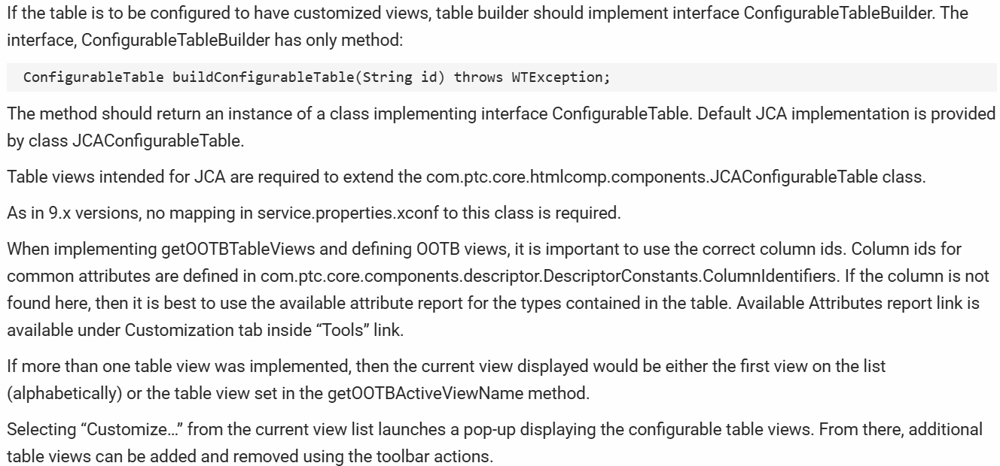 If the table is to be configured to have customized views, table builder should implement interface ConfigurableTableBuilder. The
interface, ConfigurableTableBuilder has only method:
ConfigurableTable buildConfigurableTable(String id) throws WTException;
The method should return an instance of a class implementing interface ConfigurableTable. Default JCA implementation is provided
by class JCAConfigurableTable.
Table views intended for JCA are required to extend the com.ptc.core.htmlcomp.components.JCAConfigurableTable class.
As in 9.x versions, no mapping in service.properties.xconf to this class is required.
When implementing getOOTBTableViews and defining OOTB views, it is important to use the correct column ids. Column ids for
common attributes are defined in com.ptc.core.components.descriptor.DescriptorConstants.ColumnIdentifiers. If the column is not
found here, then it is best to use the available attribute report for the types contained in the table. Available Attributes report link is
available under Customization tab inside “Tools” link.
If more than one table view was implemented, then the current view displayed would be either the first view on the list
(alphabetically) or the table view set in the getOOTBActiveViewName method.
Selecting “Customize…” from the current view list launches a pop-up displaying the configurable table views. From there, additional
table views can be added and removed using the toolbar actions.